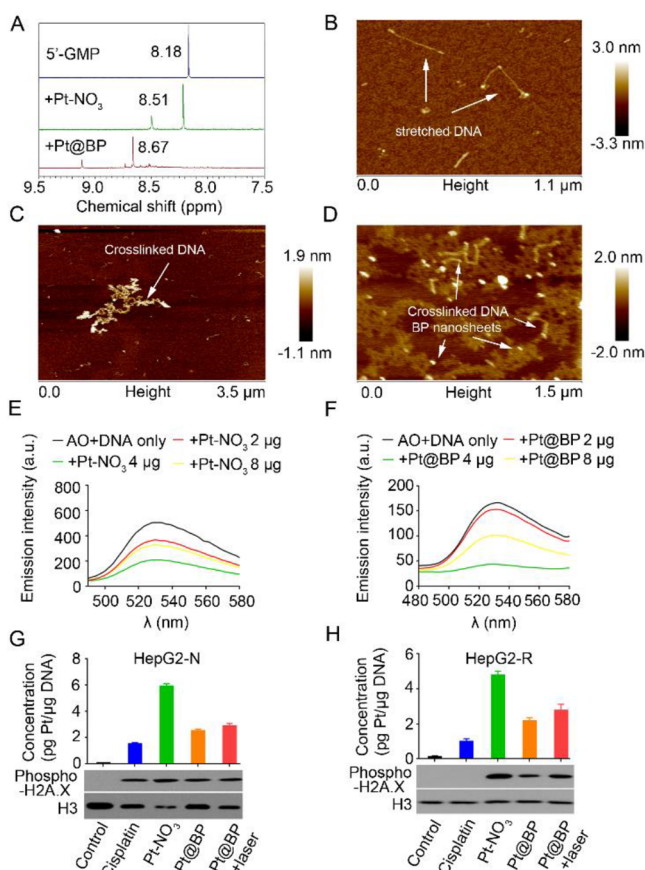 A
5'-GMP
8.18
+Pt-NO₃
8.51
+Pt@BP
8.67
9.5 9.0 8.5 8.0 7.5
Chemical shift (ppm)
B
3.0 nm
stretched DNA
-3.3 nm
0.0 Height 1.1 µm
C
1.9 nm
Crosslinked DNA
-1.1 nm
0.0 Height 3.5 µm
D
2.0 nm
Crosslinked DNA
BP nanosheets
-2.0 nm
0.0 Height 1.5 µm
E
AO+DNA only +Pt-NO₃ 2 µg
+Pt-NO₃ 4 µg +Pt-NO₃ 8 µg
Emission intensity (a.u.)
800
600
400
200
0
500 520 540 560 580
λ (nm)
F
AO+DNA only +Pt@BP 2 µg
+Pt@BP 4 µg +Pt@BP 8 µg
Emission intensity (a.u.)
200
150
100
50
0
480 500 520 540 560 580
λ (nm)
G
HepG2-N
Concentration
(pg Pt/µg DNA)
8
6
4
2
0
Phospho
-H2A.X
H3
Control
Cisplatin
Pt-NO₃
Pt@BP
Pt@BP
+laser
H
HepG2-R
Concentration
(pg Pt/µg DNA)
6
4
2
0
Phospho
-H2A.X
H3
Control
Cisplatin
Pt-NO₃
Pt@BP
Pt@BP
+laser